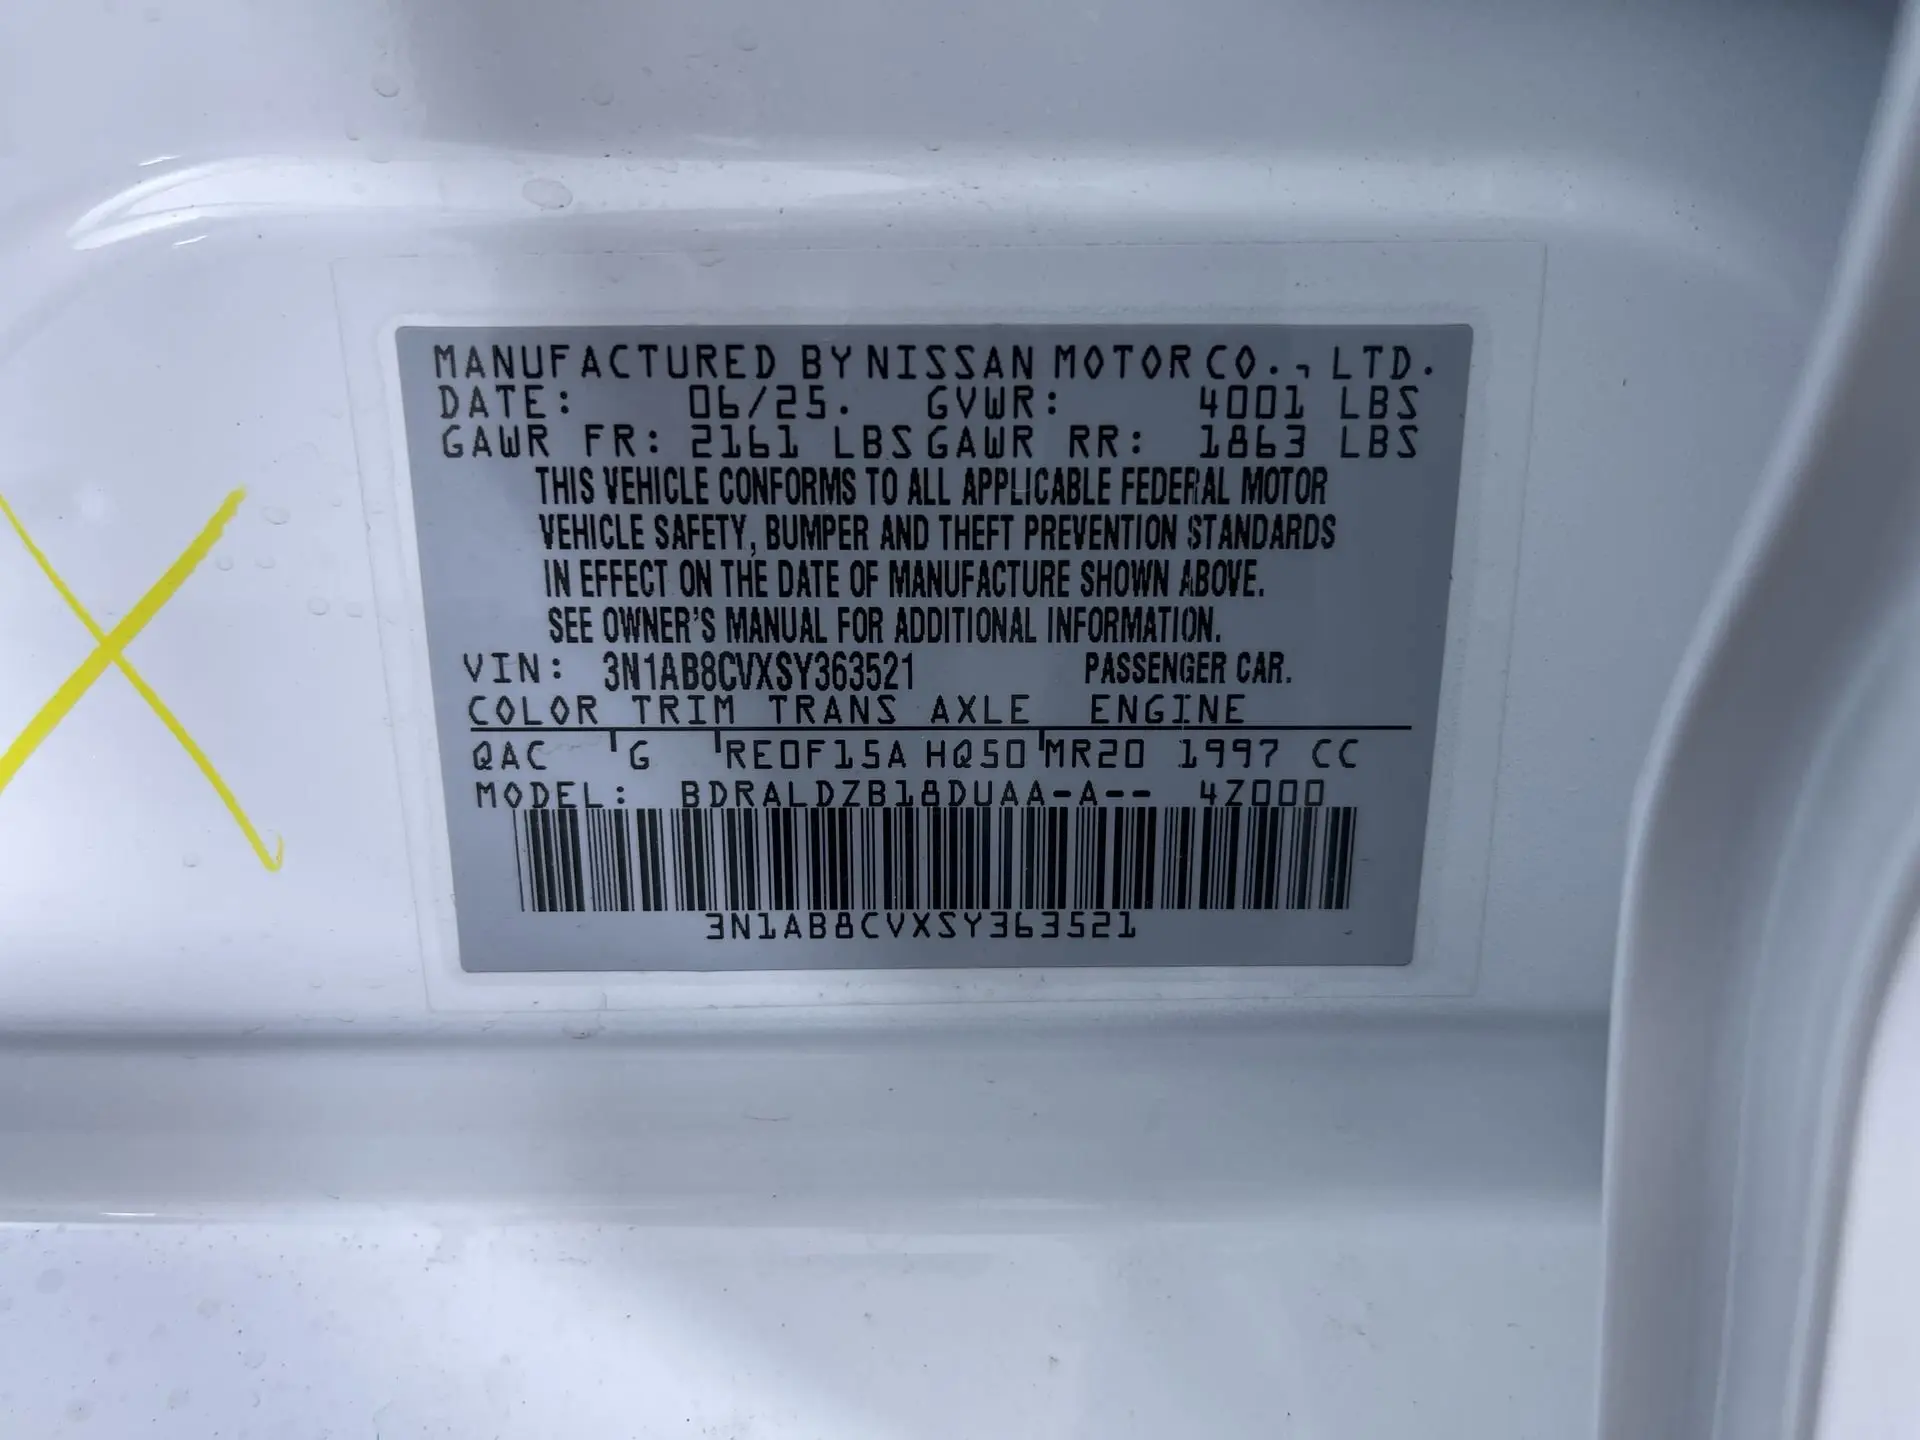 MANUFACTURED BY NISSAN MOTOR CO., LTD.
DATE: 06/25. GVWR: 4001 LBS
GAWR FR: 2161 LBS GAWR RR: 1863 LBS
THIS VEHICLE CONFORMS TO ALL APPLICABLE FEDERAL MOTOR
VEHICLE SAFETY, BUMPER AND THEFT PREVENTION STANDARDS
IN EFFECT ON THE DATE OF MANUFACTURE SHOWN ABOVE.
SEE OWNER'S MANUAL FOR ADDITIONAL INFORMATION.
VIN: 3N1AB8CVXSY363521 PASSENGER CAR.
COLOR TRIM TRANS AXLE ENGINE
QAC G RE0F15A HQ50 MR20 1997 CC
MODEL: BDRALDZB18DUAA-A-- 4Z000
3N1AB8CVXSY363521